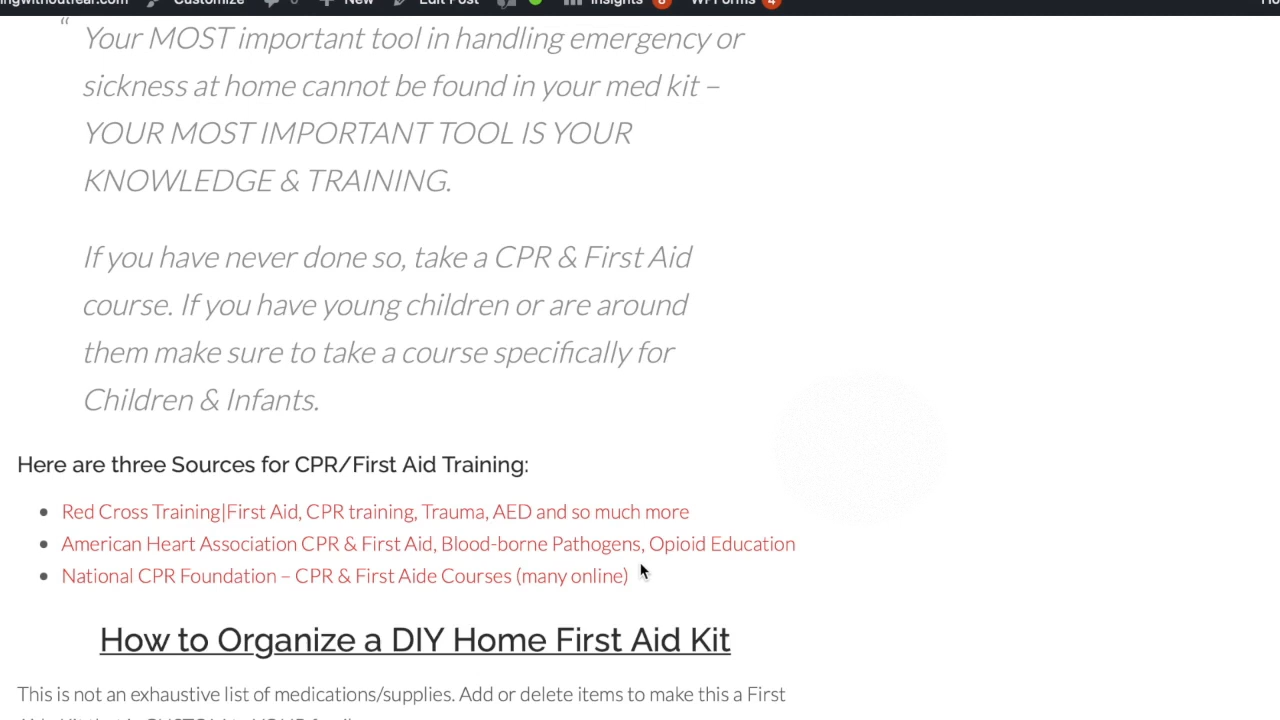 Customize 0 New Edit Post Insights 8 WPForms 4
“
Your MOST important tool in handling emergency or
sickness at home cannot be found in your med kit –
YOUR MOST IMPORTANT TOOL IS YOUR
KNOWLEDGE & TRAINING.
If you have never done so, take a CPR & First Aid
course. If you have young children or are around
them make sure to take a course specifically for
Children & Infants.
Here are three Sources for CPR/First Aid Training:
• Red Cross Training|First Aid, CPR training, Trauma, AED and so much more
• American Heart Association CPR & First Aid, Blood-borne Pathogens, Opioid Education
• National CPR Foundation – CPR & First Aide Courses (many online)
How to Organize a DIY Home First Aid Kit
This is not an exhaustive list of medications/supplies. Add or delete items to make this a First